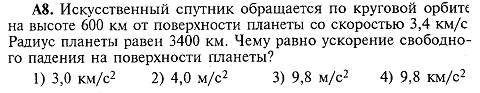 А8. Искусственный спутник обращается по круговой орбите
на высоте 600 км от поверхности планеты со скоростью 3,4 км/с
Радиус планеты равен 3400 км. Чему равно ускорение свободно-
го падения на поверхности планеты?
1) 3,0 км/с² 2) 4,0 м/с² 3) 9,8 м/с² 4) 9,8 км/с²